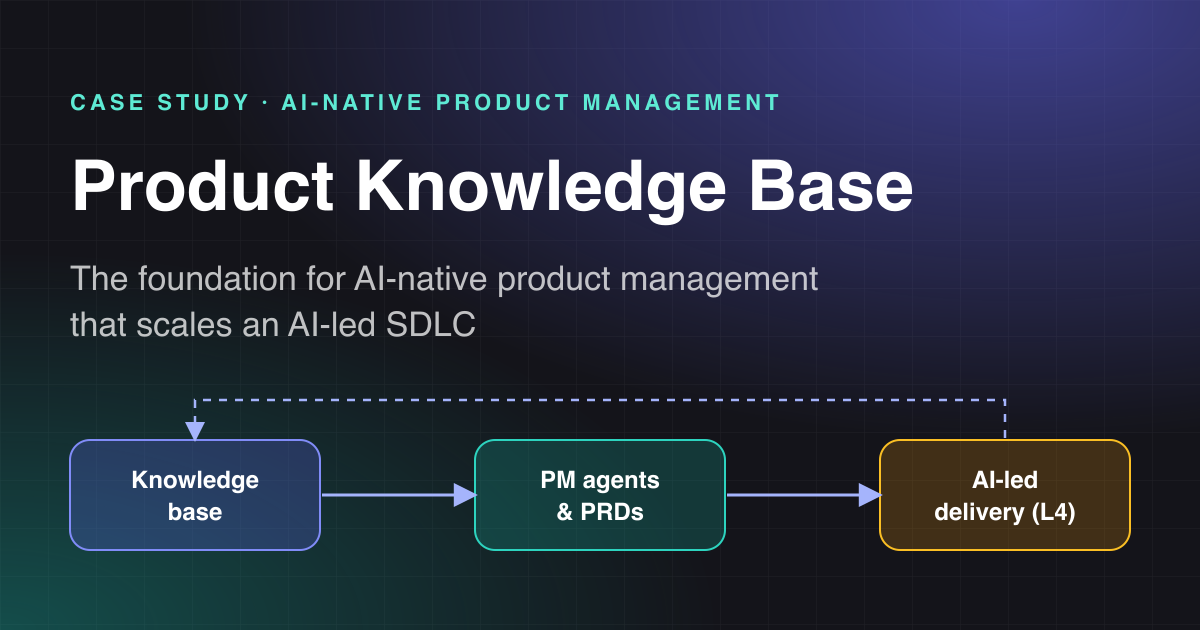 CASE STUDY · AI-NATIVE PRODUCT MANAGEMENT
Product Knowledge Base
The foundation for AI-native product management
that scales an AI-led SDLC
Knowledge
base
PM agents
& PRDs
AI-led
delivery (L4)